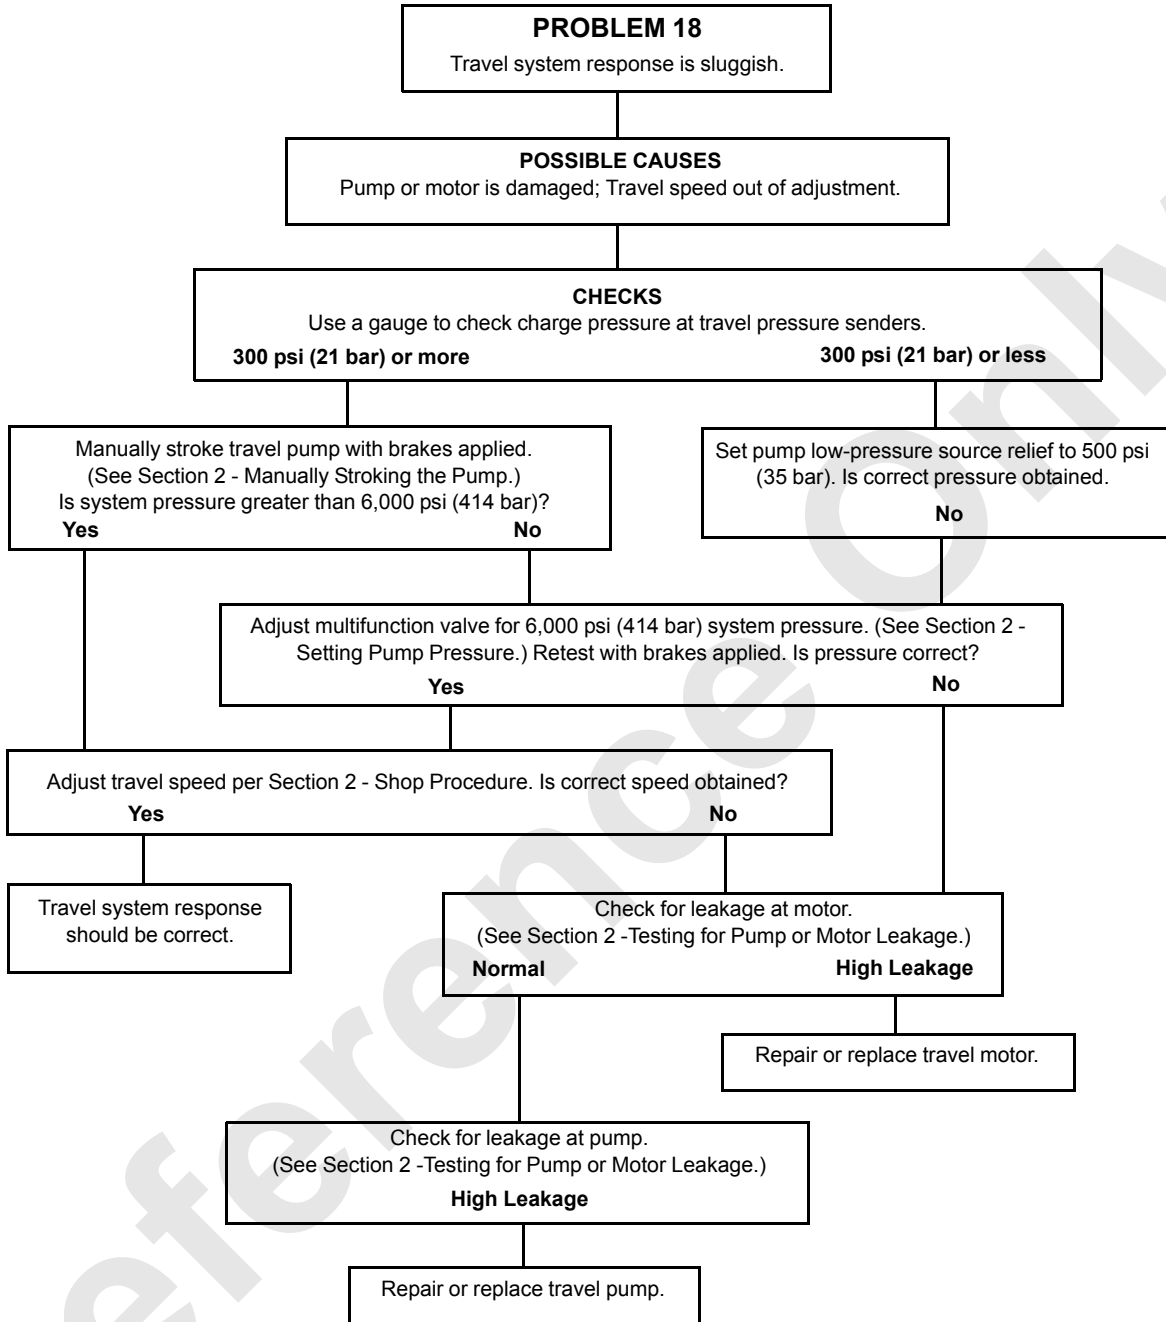 PROBLEM 18
Travel system response is sluggish.
POSSIBLE CAUSES
Pump or motor is damaged; Travel speed out of adjustment.
CHECKS
Use a gauge to check charge pressure at travel pressure senders.
300 psi (21 bar) or more
300 psi (21 bar) or less
Manually stroke travel pump with brakes applied.
(See Section 2 - Manually Stroking the Pump.)
Is system pressure greater than 6,000 psi (414 bar)?
Yes
No
Set pump low-pressure source relief to 500 psi
(35 bar). Is correct pressure obtained.
No
Adjust multifunction valve for 6,000 psi (414 bar) system pressure. (See Section 2 -
Setting Pump Pressure.) Retest with brakes applied. Is pressure correct?
Yes
No
Adjust travel speed per Section 2 - Shop Procedure. Is correct speed obtained?
Yes
No
Travel system response
should be correct.
Check for leakage at motor.
(See Section 2 -Testing for Pump or Motor Leakage.)
Normal
High Leakage
Repair or replace travel motor.
Check for leakage at pump.
(See Section 2 -Testing for Pump or Motor Leakage.)
High Leakage
Repair or replace travel pump.
eference Only